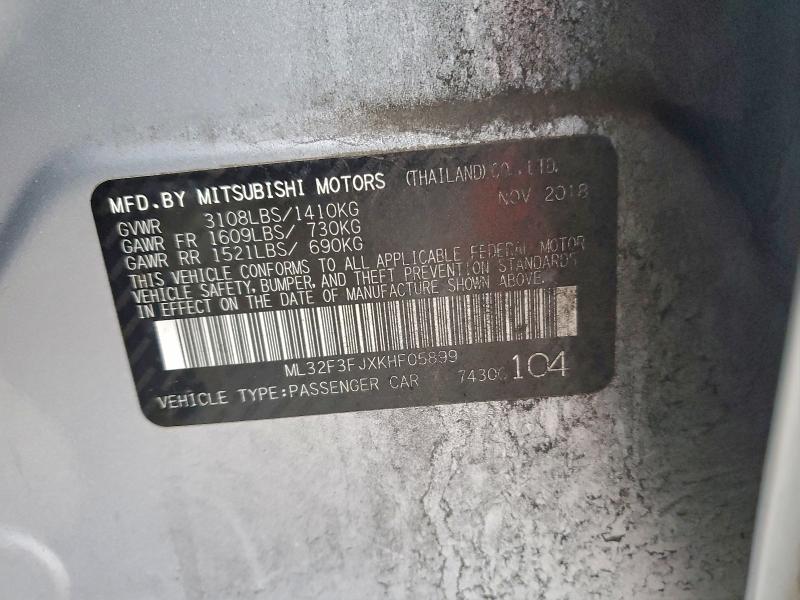 MFD.BY MITSUBISHI MOTORS (THAILAND)CO.,LTD.
NOV 2018
GVWR 3108LBS/1410KG
GAWR FR 1609LBS/ 730KG
GAWR RR 1521LBS/ 690KG
THIS VEHICLE CONFORMS TO ALL APPLICABLE FEDERAL MOTOR
VEHICLE SAFETY, BUMPER, AND THEFT PREVENTION STANDARDS
IN EFFECT ON THE DATE OF MANUFACTURE SHOWN ABOVE.
ML32F3FJXKHF05899
VEHICLE TYPE:PASSENGER CAR 74300 104